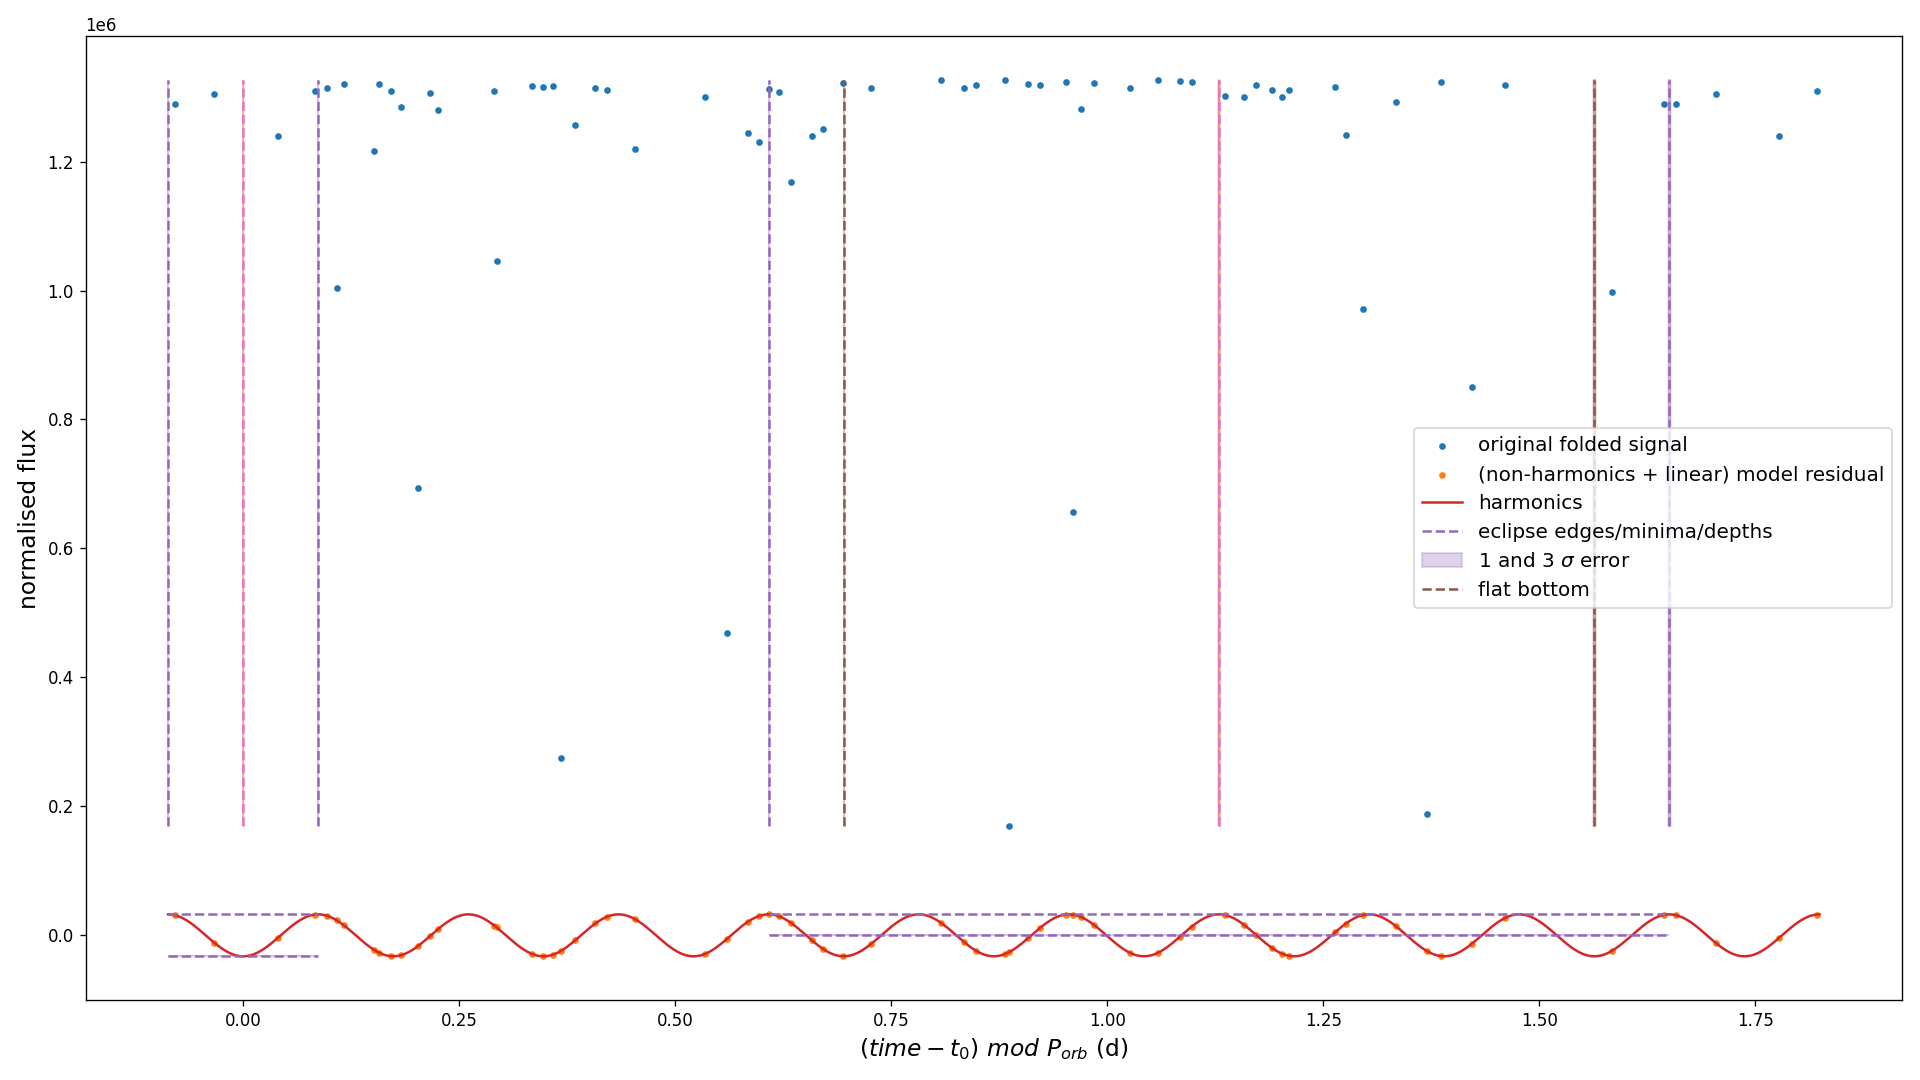 1e6
normalised flux
1.2
1.0
0.8
0.6
0.4
0.2
0.0
original folded signal
(non-harmonics + linear) model residual
harmonics
eclipse edges/minima/depths
1 and 3 σ error
flat bottom
0.00 0.25 0.50 0.75 1.00 1.25 1.50 1.75
(time − t₀) mod Pₒᵣb (d)